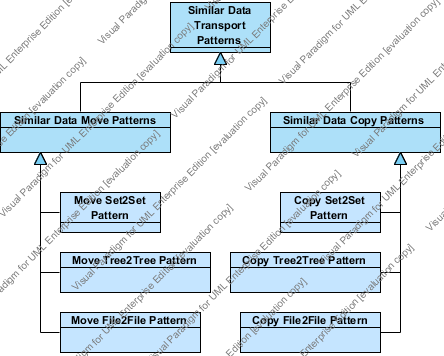 Similar Data
Transport
Patterns
Similar Data Move Patterns
Similar Data Copy Patterns
Move Set2Set
Pattern
Copy Set2Set
Pattern
Move Tree2Tree Pattern
Copy Tree2Tree Pattern
Move File2File Pattern
Copy File2File Pattern
Visual Paradigm for UML Enterprise Edition [evaluation copy]